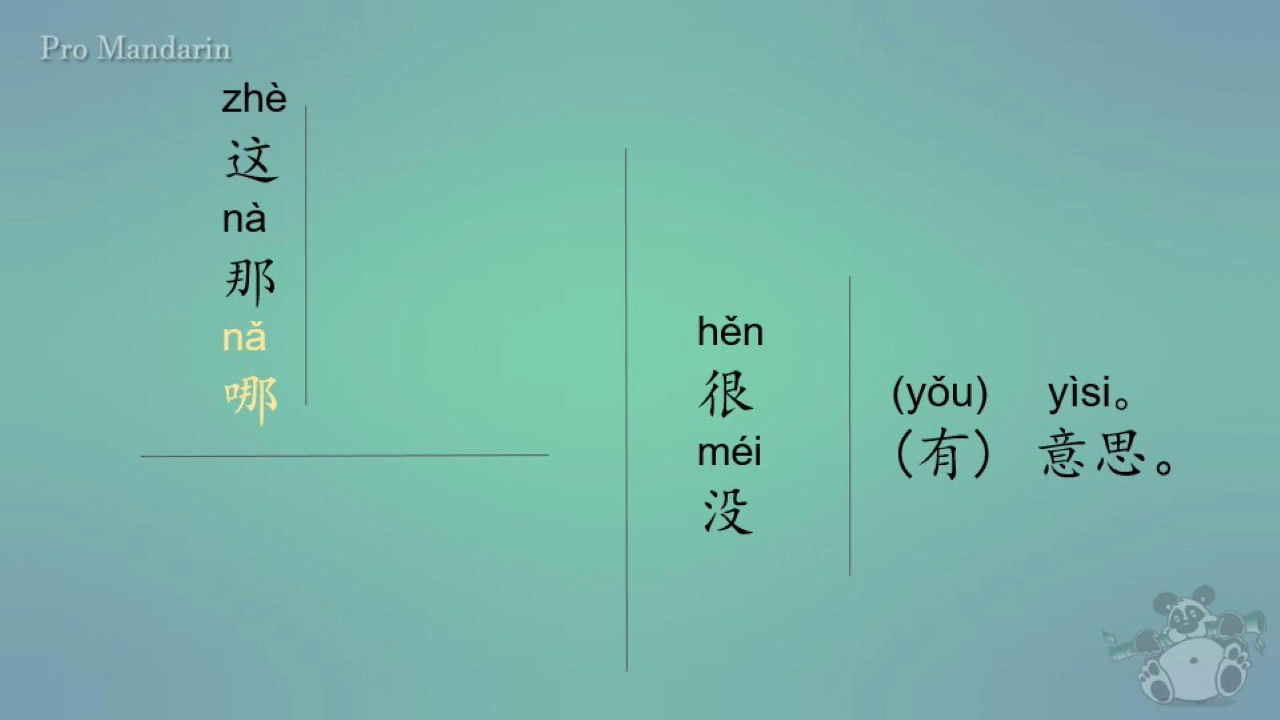 Pro Mandarin
zhè
这
nà
那
nǎ
哪
hěn
很
méi
没
(yǒu) yìsi。
（有） 意思。